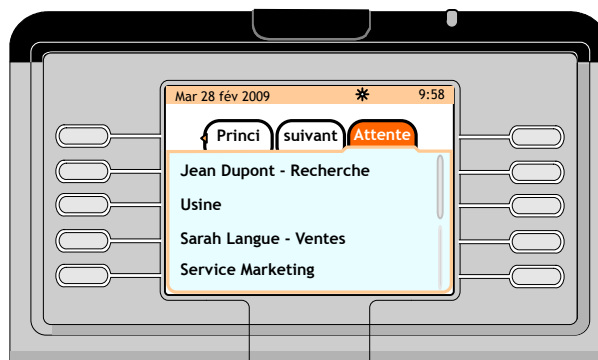 Mar 28 fév 2009 9:58
Princi suivant Attente
Jean Dupont - Recherche
Usine
Sarah Langue - Ventes
Service Marketing